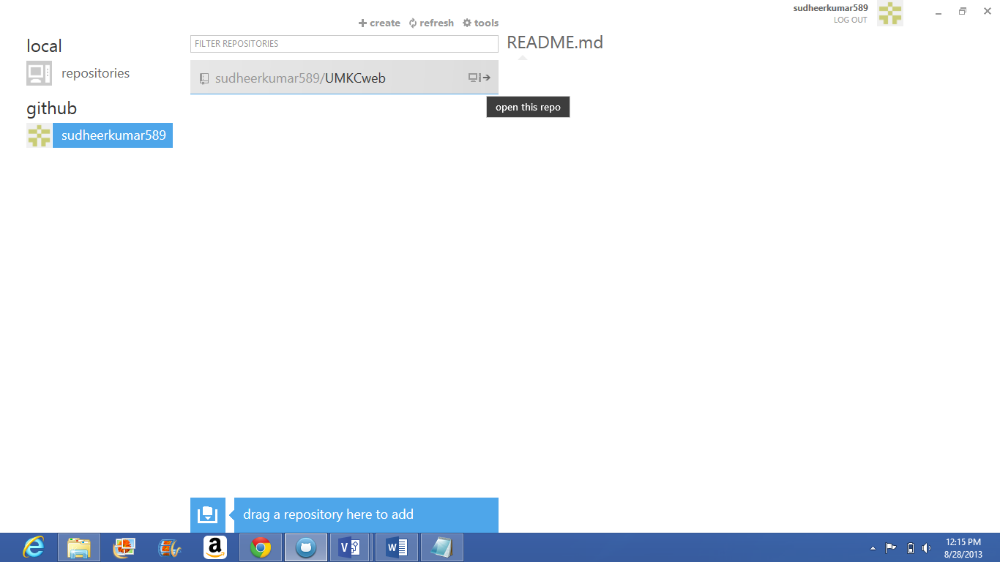 sudheerkumar589
LOG OUT
create refresh tools
local
FILTER REPOSITORIES
README.md
repositories
sudheerkumar589/UMKCweb
github
open this repo
sudheerkumar589
drag a repository here to add
12:15 PM
8/28/2013